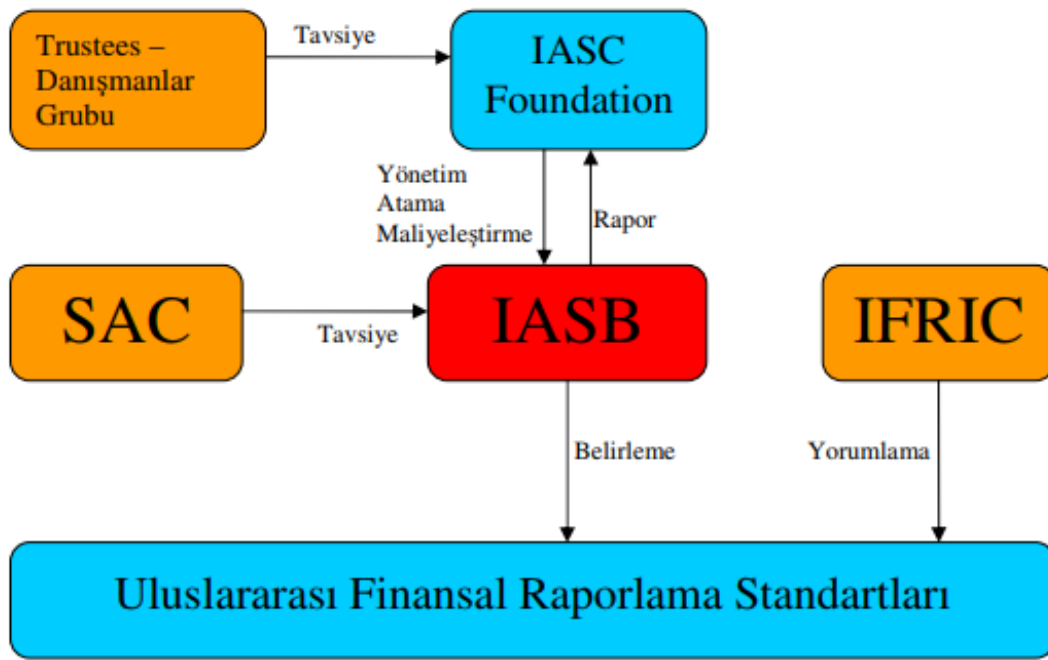 Trustees –
Danışmanlar
Grubu
Tavsiye
IASC
Foundation
Yönetim
Atama
Maliyeleştirme
Rapor
SAC
Tavsiye
IASB
IFRIC
Belirleme
Yorumlama
Uluslararası Finansal Raporlama Standartları